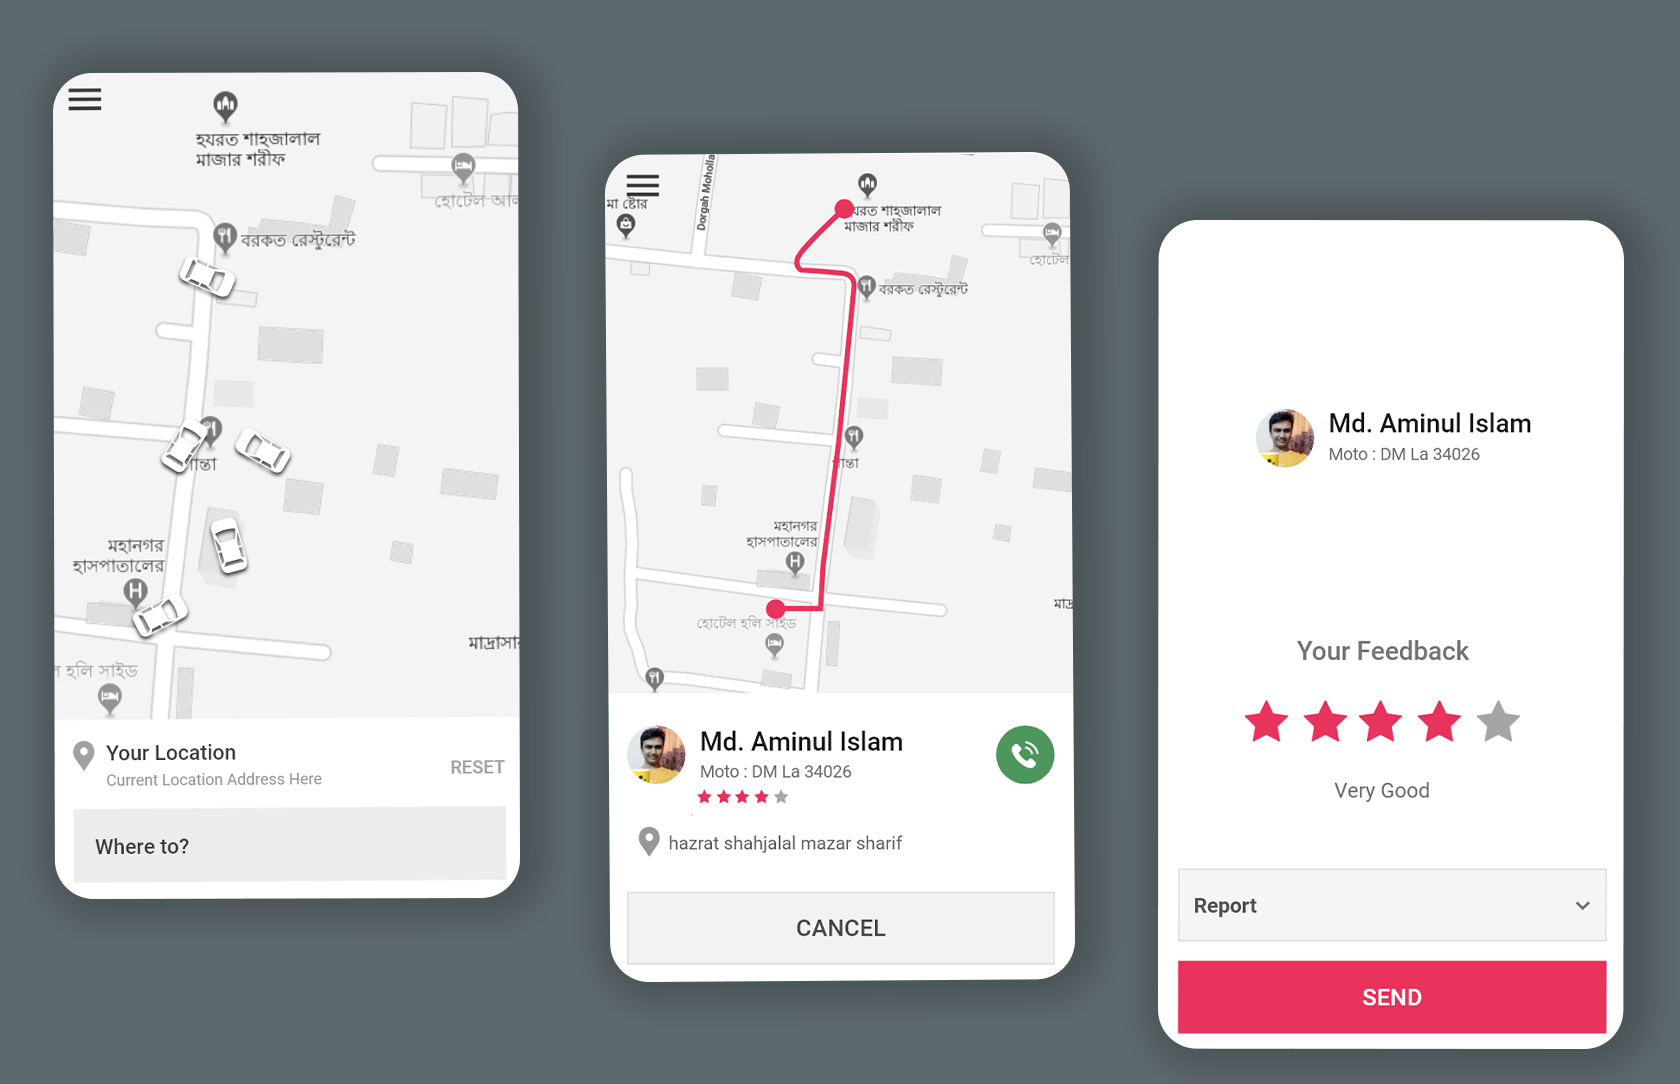 হযরত শাহজালাল
মাজার শরীফ
হোটেল
বরকত রেস্টুরেন্ট
মহানগর
হাসপাতালের
হলি সাইড
Your Location
Current Location Address Here
RESET
Where to?
Dorgah Moholla
মা ষ্টোর
শাহজালাল
মাজার শরীফ
হোটেল
বরকত রেস্টুরেন্ট
মহানগর
হাসপাতালের
হোটেল হলি সাইড
Md. Aminul Islam
Moto : DM La 34026
hazrat shahjalal mazar sharif
CANCEL
Md. Aminul Islam
Moto : DM La 34026
Your Feedback
Very Good
Report
SEND